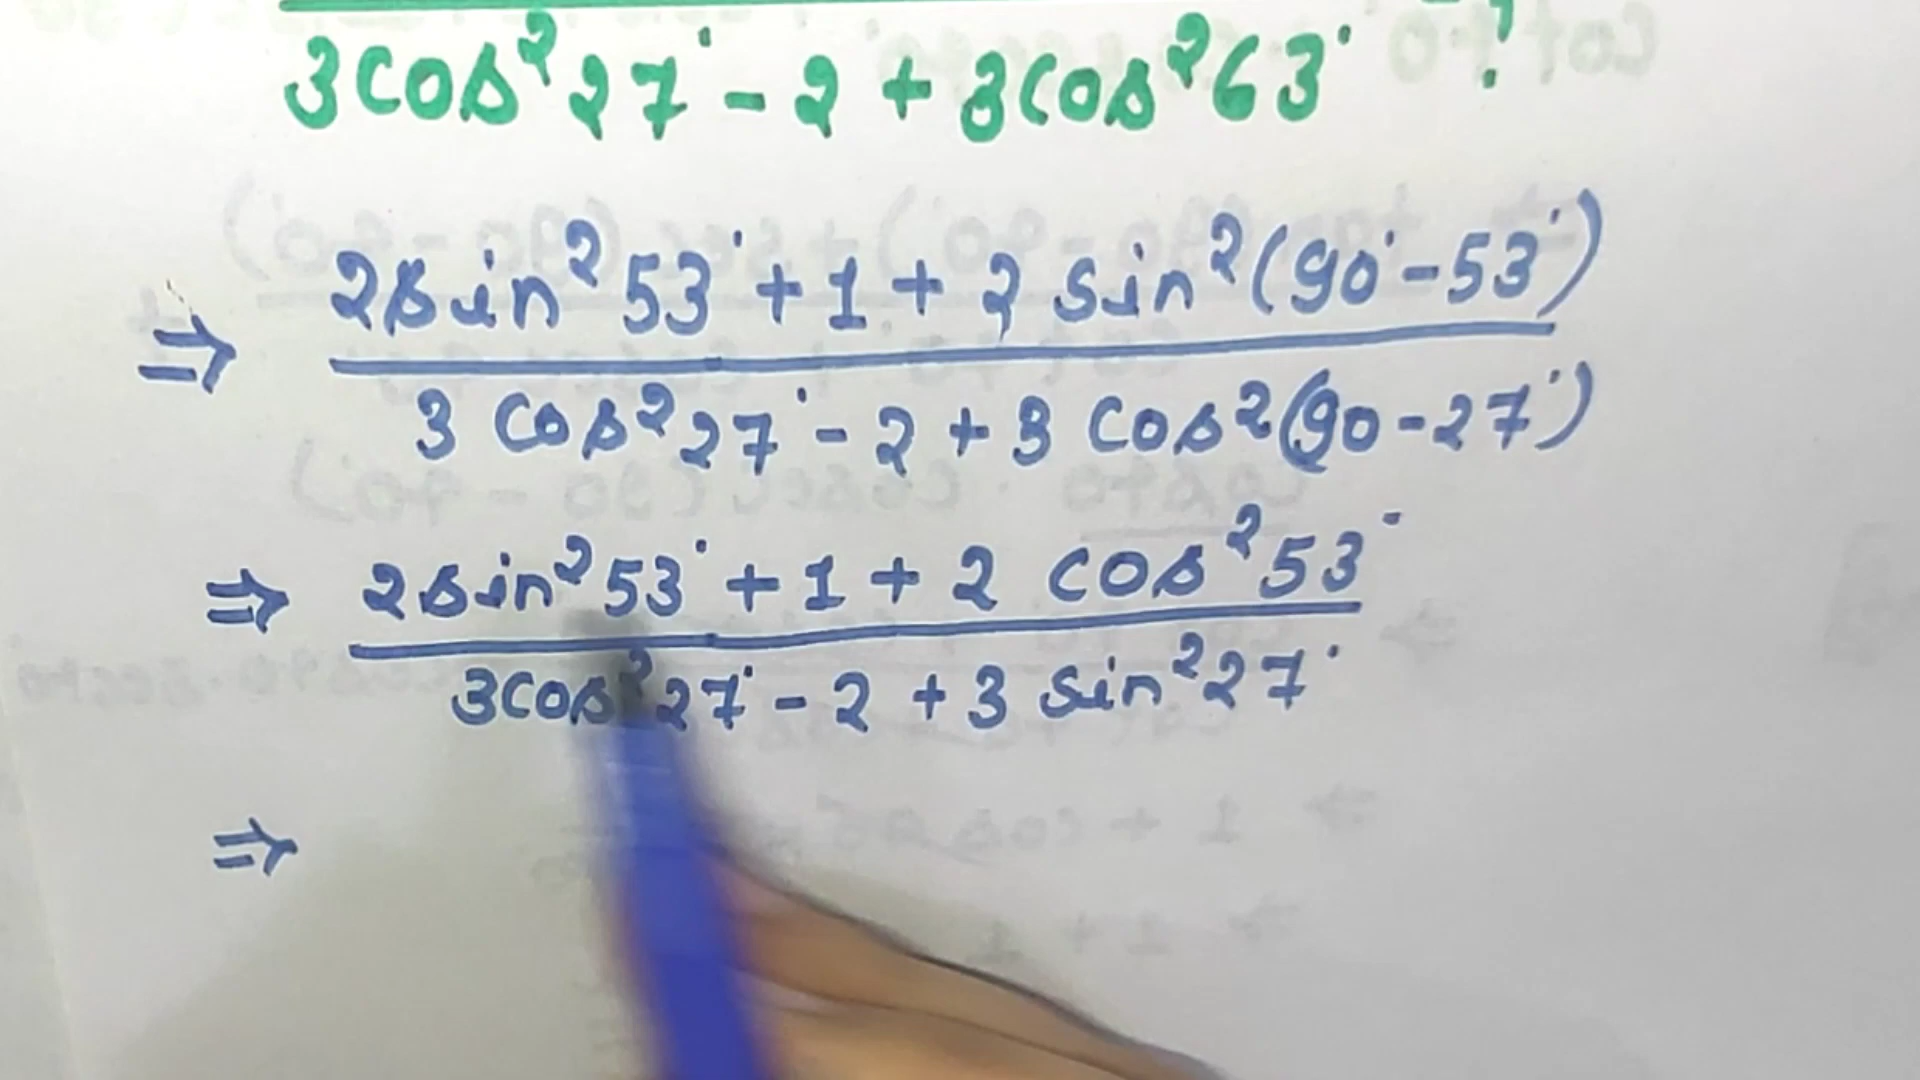 3cos²27° - 2 + 3cos²63° ?
⇒ 2sin²53° + 1 + 2 sin²(90° - 53°)
3 cos²27° - 2 + 3 cos²(90 - 27°)
⇒ 2sin²53° + 1 + 2 cos²53°
3cos²27° - 2 + 3 sin²27°
⇒